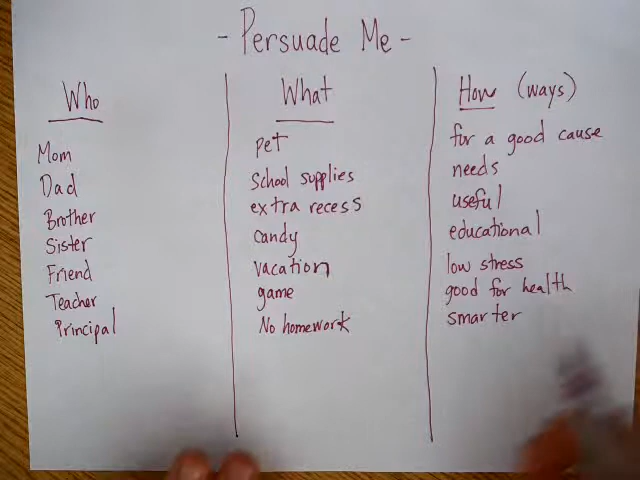 - Persuade Me -
Who
Mom
Dad
Brother
Sister
Friend
Teacher
Principal
What
pet
School supplies
extra recess
candy
vacation
game
No homework
How (ways)
for a good cause
needs
useful
educational
low stress
good for health
smarter